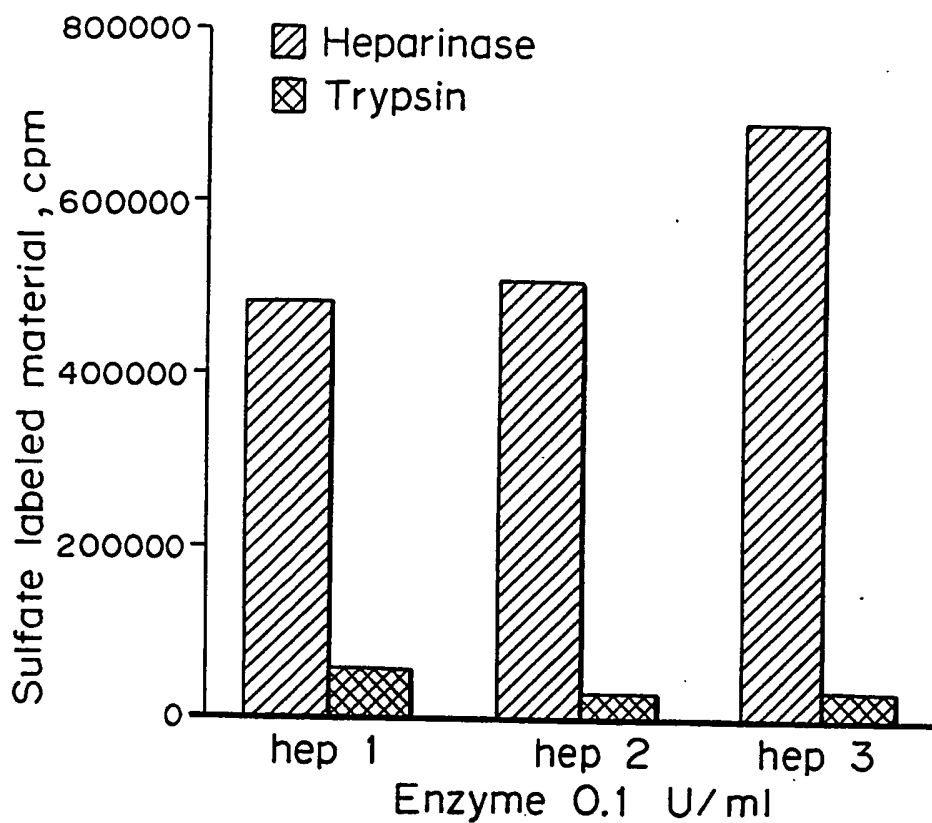 800000
Heparinase
Trypsin
600000
400000
200000
0
Sulfate labeled material, cpm
hep 1
hep 2
hep 3
Enzyme 0.1 U/ml